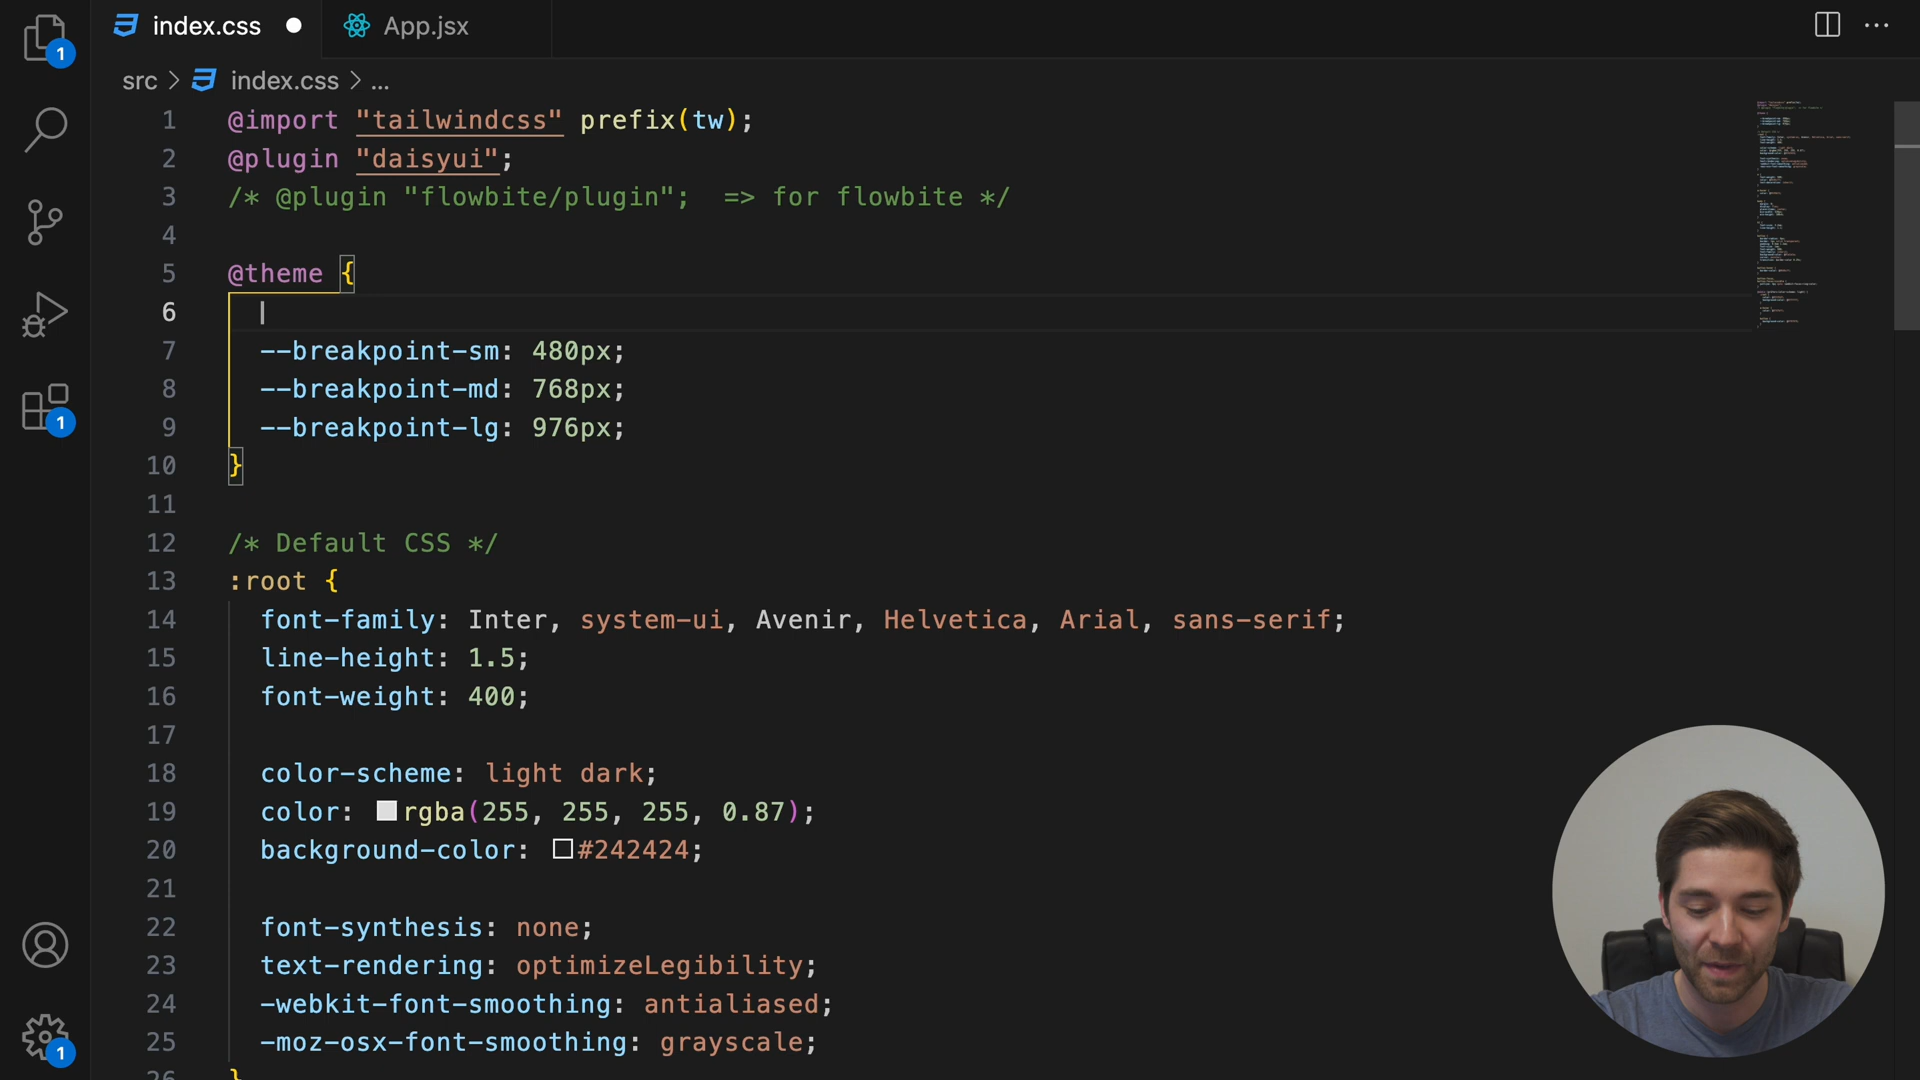 index.css
App.jsx
src > index.css > ...
1 @import "tailwindcss" prefix(tw);
2 @plugin "daisyui";
3 /* @plugin "flowbite/plugin";  => for flowbite */
4
5 @theme {
6
7 --breakpoint-sm: 480px;
8 --breakpoint-md: 768px;
9 --breakpoint-lg: 976px;
10 }
11
12 /* Default CSS */
13 :root {
14 font-family: Inter, system-ui, Avenir, Helvetica, Arial, sans-serif;
15 line-height: 1.5;
16 font-weight: 400;
17
18 color-scheme: light dark;
19 color: rgba(255, 255, 255, 0.87);
20 background-color: #242424;
21
22 font-synthesis: none;
23 text-rendering: optimizeLegibility;
24 -webkit-font-smoothing: antialiased;
25 -moz-osx-font-smoothing: grayscale;
26 }
1
1
1